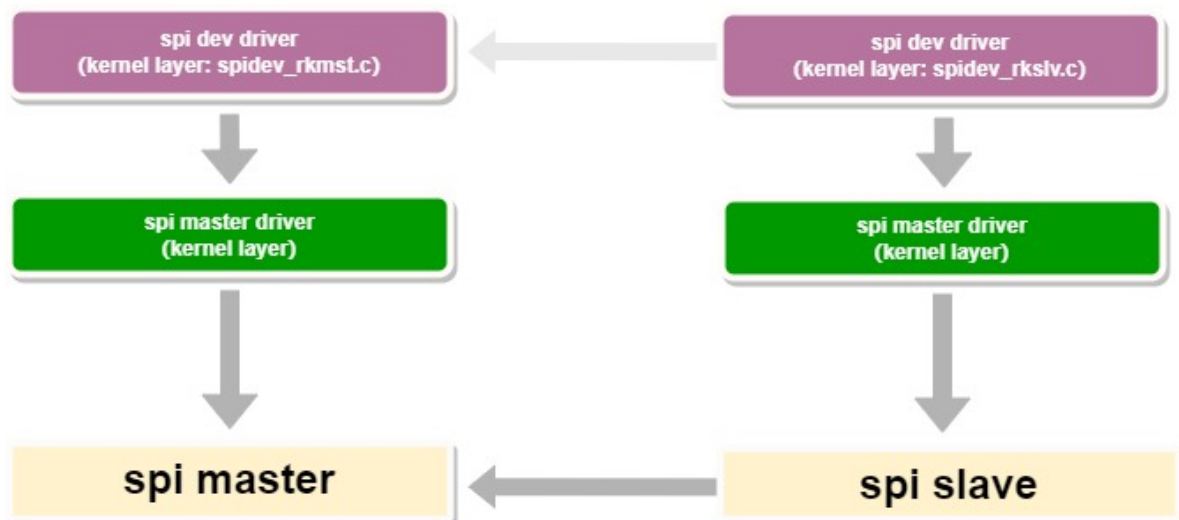 spi dev driver
(kernel layer: spidev_rkmst.c)
spi dev driver
(kernel layer: spidev_rkslv.c)
spi master driver
(kernel layer)
spi master driver
(kernel layer)
spi master
spi slave